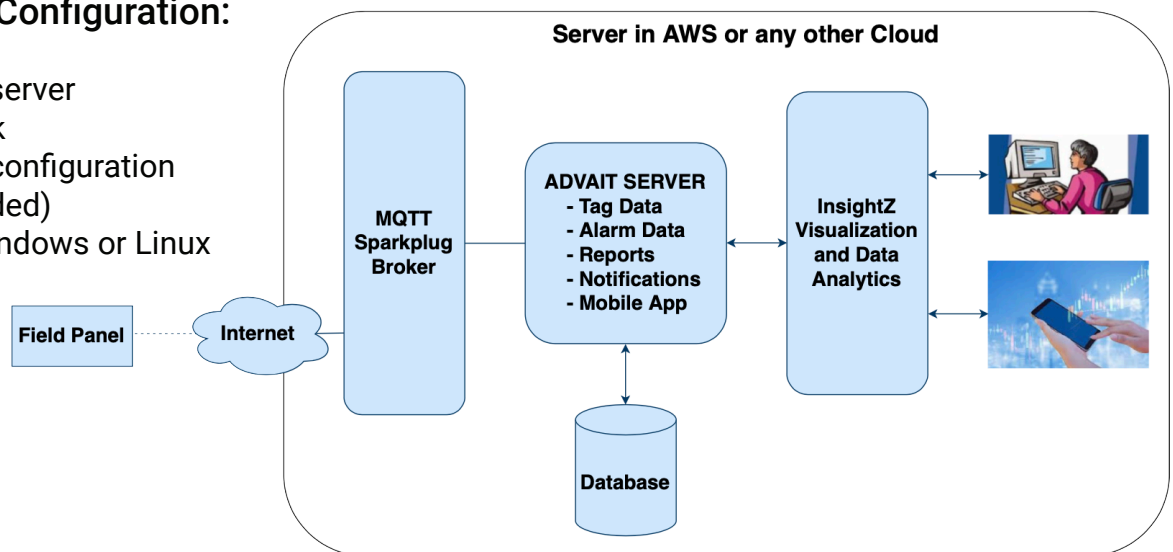 Configuration:
server
configuration
ndows or Linux
Server in AWS or any other Cloud
MQTT
Sparkplug
Broker
ADVAIT SERVER
- Tag Data
- Alarm Data
- Reports
- Notifications
- Mobile App
InsightZ
Visualization
and Data
Analytics
Field Panel
Internet
Database